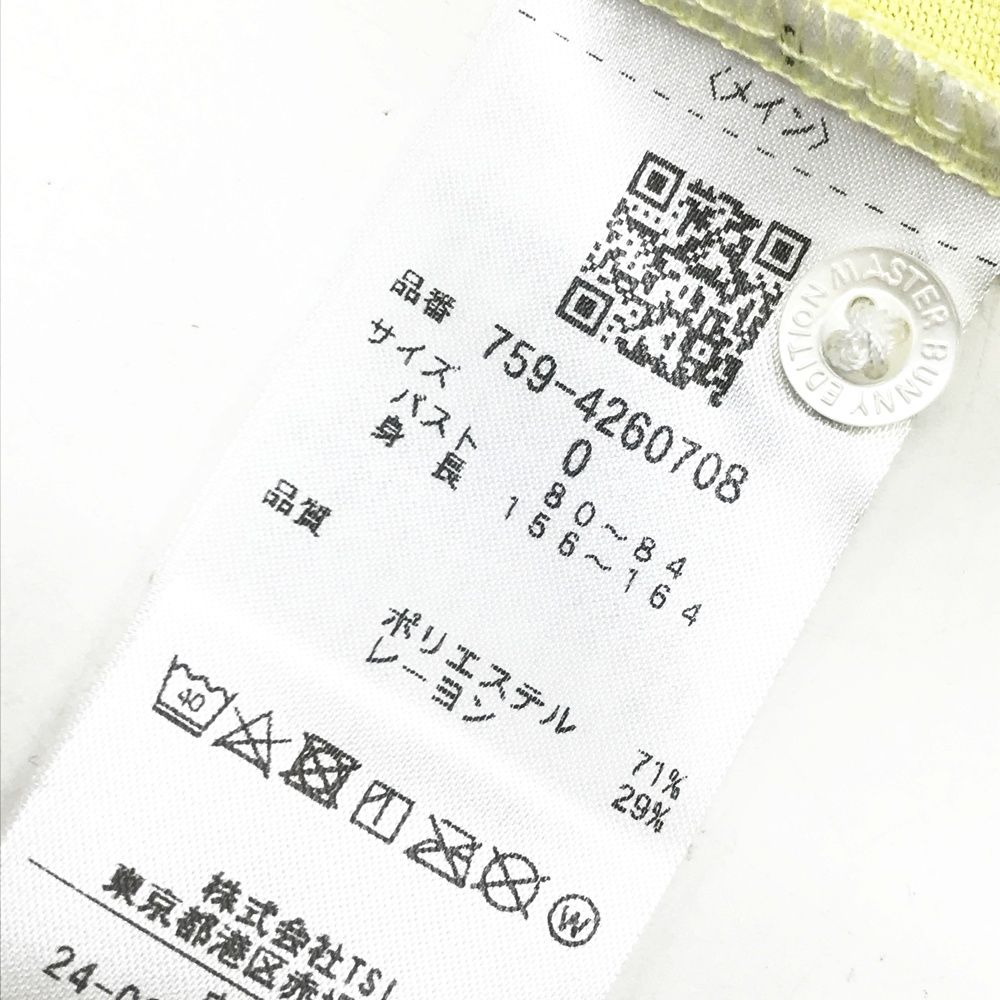 〈メイン〉
MASTER BUNNY EDITION
品番 759-4260708
サイズ 0
バスト 80～84
身長 156～164
品質
ポリエステル 71%
レーヨン 29%
40
W
株式会社TSI
東京都港区赤坂
24-0